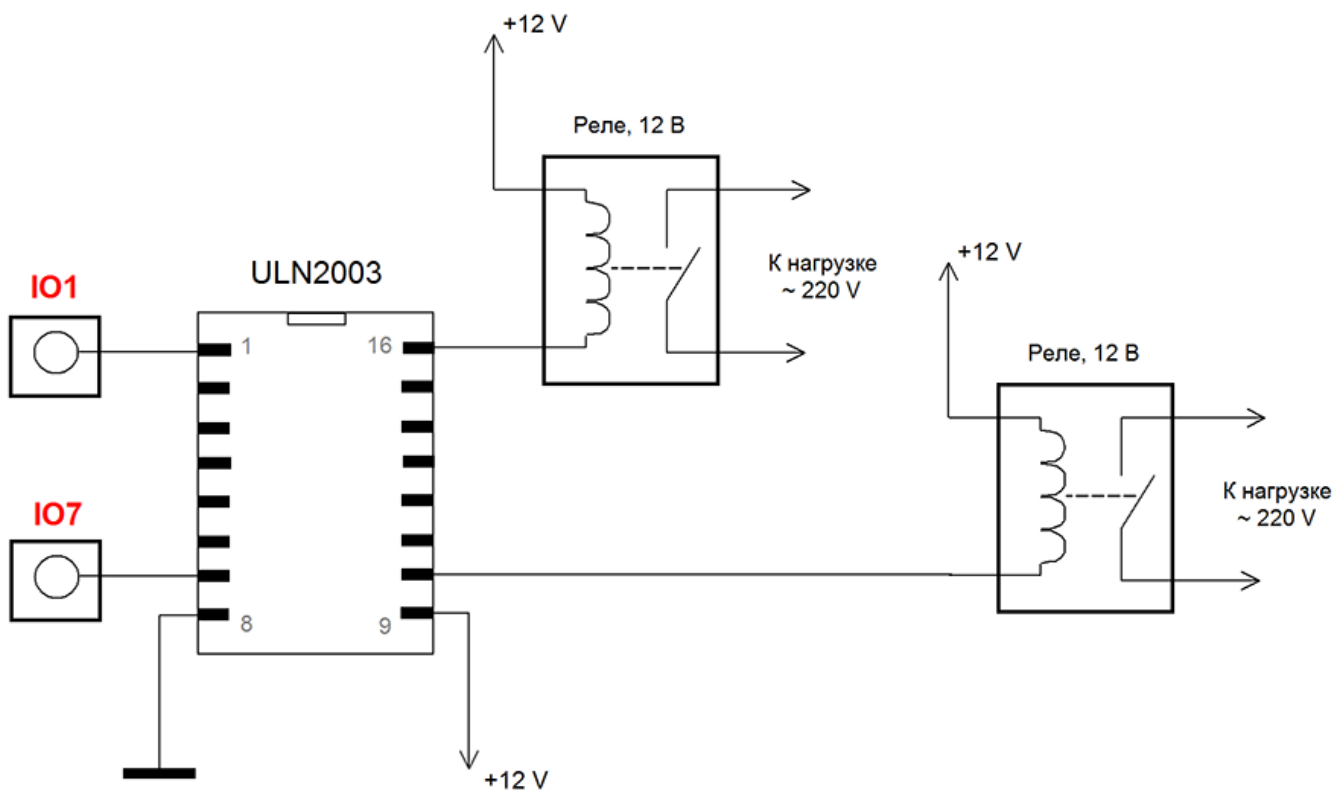 +12 V
Реле, 12 В
К нагрузке
~ 220 V
+12 V
Реле, 12 В
К нагрузке
~ 220 V
ULN2003
IO1
1
16
IO7
8
9
+12 V